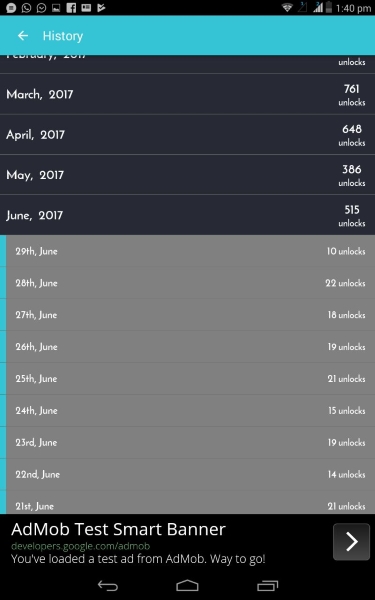 1:40 pm
History
February, 2017
unlocks
March, 2017
761
unlocks
April, 2017
648
unlocks
May, 2017
386
unlocks
June, 2017
515
unlocks
29th, June 10 unlocks
28th, June 22 unlocks
27th, June 18 unlocks
26th, June 19 unlocks
25th, June 21 unlocks
24th, June 15 unlocks
23rd, June 19 unlocks
22nd, June 14 unlocks
21st, June 21 unlocks
AdMob Test Smart Banner
developers.google.com/admob
You've loaded a test ad from AdMob. Way to go!